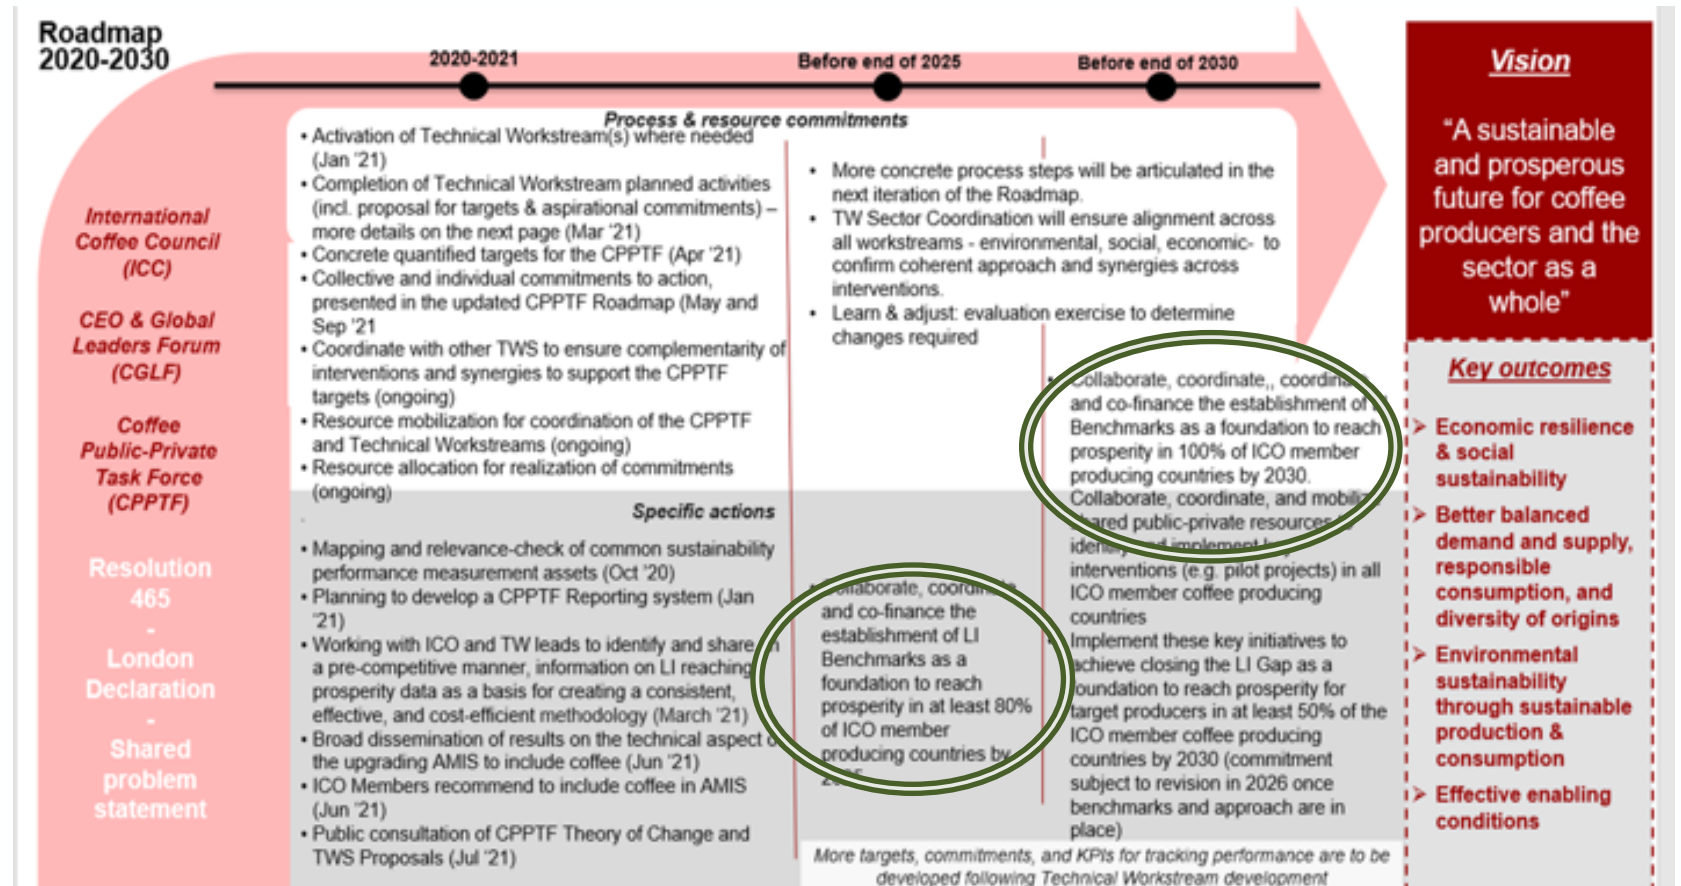 Roadmap
2020-2030
2020-2021
Before end of 2025
Before end of 2030
International
Coffee Council
(ICC)
CEO & Global
Leaders Forum
(CGLF)
Coffee
Public-Private
Task Force
(CPPTF)
Resolution
465
-
London
Declaration
-
Shared
problem
statement
Process & resource commitments
• Activation of Technical Workstream(s) where needed
(Jan '21)
• Completion of Technical Workstream planned activities
(incl. proposal for targets & aspirational commitments) –
more details on the next page (Mar '21)
• Concrete quantified targets for the CPPTF (Apr '21)
• Collective and individual commitments to action,
presented in the updated CPPTF Roadmap (May and
Sep '21
• Coordinate with other TWS to ensure complementarity of
interventions and synergies to support the CPPTF
targets (ongoing)
• Resource mobilization for coordination of the CPPTF
and Technical Workstreams (ongoing)
• Resource allocation for realization of commitments
(ongoing)
• More concrete process steps will be articulated in the
next iteration of the Roadmap.
• TW Sector Coordination will ensure alignment across
all workstreams - environmental, social, economic- to
confirm coherent approach and synergies across
interventions.
• Learn & adjust: evaluation exercise to determine
changes required
Specific actions
• Mapping and relevance-check of common sustainability
performance measurement assets (Oct '20)
• Planning to develop a CPPTF Reporting system (Jan
'21)
• Working with ICO and TW leads to identify and share in
a pre-competitive manner, information on LI reaching
prosperity data as a basis for creating a consistent,
effective, and cost-efficient methodology (March '21)
• Broad dissemination of results on the technical aspect of
the upgrading AMIS to include coffee (Jun '21)
• ICO Members recommend to include coffee in AMIS
(Jun '21)
• Public consultation of CPPTF Theory of Change and
TWS Proposals (Jul '21)
• Collaborate, coordinate
and co-finance the
establishment of LI
Benchmarks as a
foundation to reach
prosperity in at least 80%
of ICO member
producing countries by
2025
• Collaborate, coordinate,, coordinate
and co-finance the establishment of LI
Benchmarks as a foundation to reach
prosperity in 100% of ICO member
producing countries by 2030.
Collaborate, coordinate, and mobilize
shared public-private resources to
identify and implement key
interventions (e.g. pilot projects) in all
ICO member coffee producing
countries
• Implement these key initiatives to
achieve closing the LI Gap as a
foundation to reach prosperity for
target producers in at least 50% of the
ICO member coffee producing
countries by 2030 (commitment
subject to revision in 2026 once
benchmarks and approach are in
place)
More targets, commitments, and KPIs for tracking performance are to be
developed following Technical Workstream development
Vision
“A sustainable
and prosperous
future for coffee
producers and the
sector as a
whole”
Key outcomes
➢ Economic resilience
& social
sustainability
➢ Better balanced
demand and supply,
responsible
consumption, and
diversity of origins
➢ Environmental
sustainability
through sustainable
production &
consumption
➢ Effective enabling
conditions